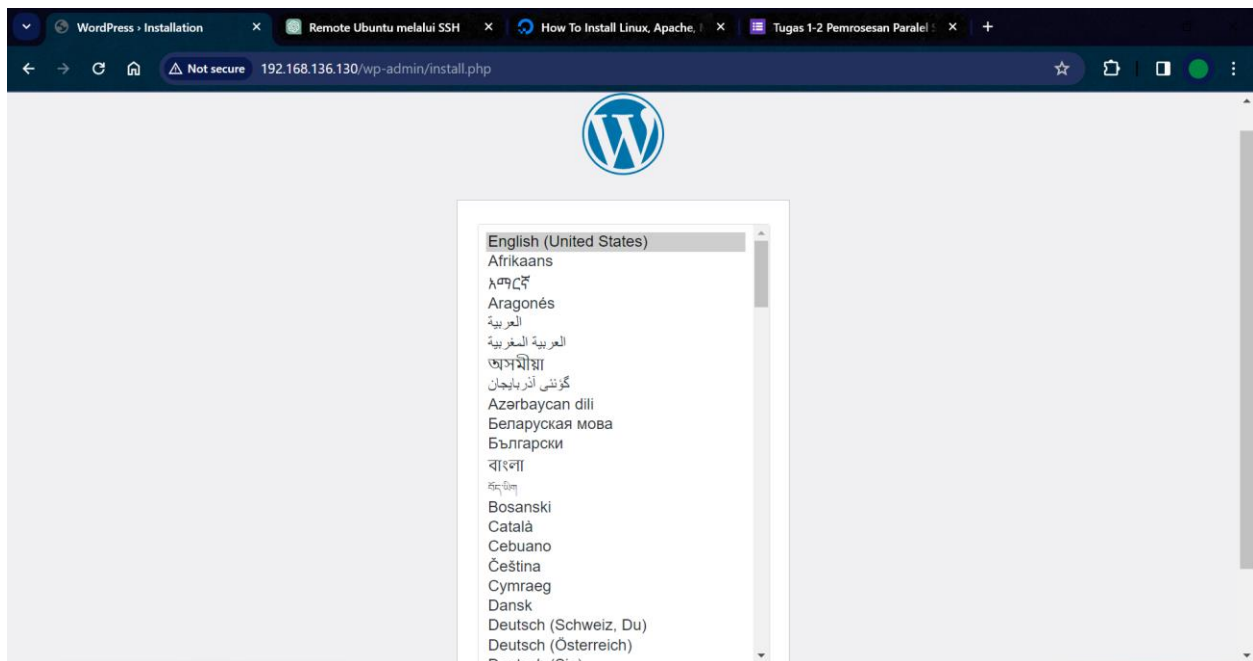 WordPress › Installation
Remote Ubuntu melalui SSH
How To Install Linux, Apache,
Tugas 1-2 Pemrosesan Paralel
Not secure 192.168.136.130/wp-admin/install.php
English (United States)
Afrikaans
አማርኛ
Aragonés
العربية
العربية المغربية
অসমীয়া
گؤنئی آذربایجان
Azərbaycan dili
Беларуская мова
Български
বাংলা
བོད་ཡིག
Bosanski
Català
Cebuano
Čeština
Cymraeg
Dansk
Deutsch (Schweiz, Du)
Deutsch (Österreich)